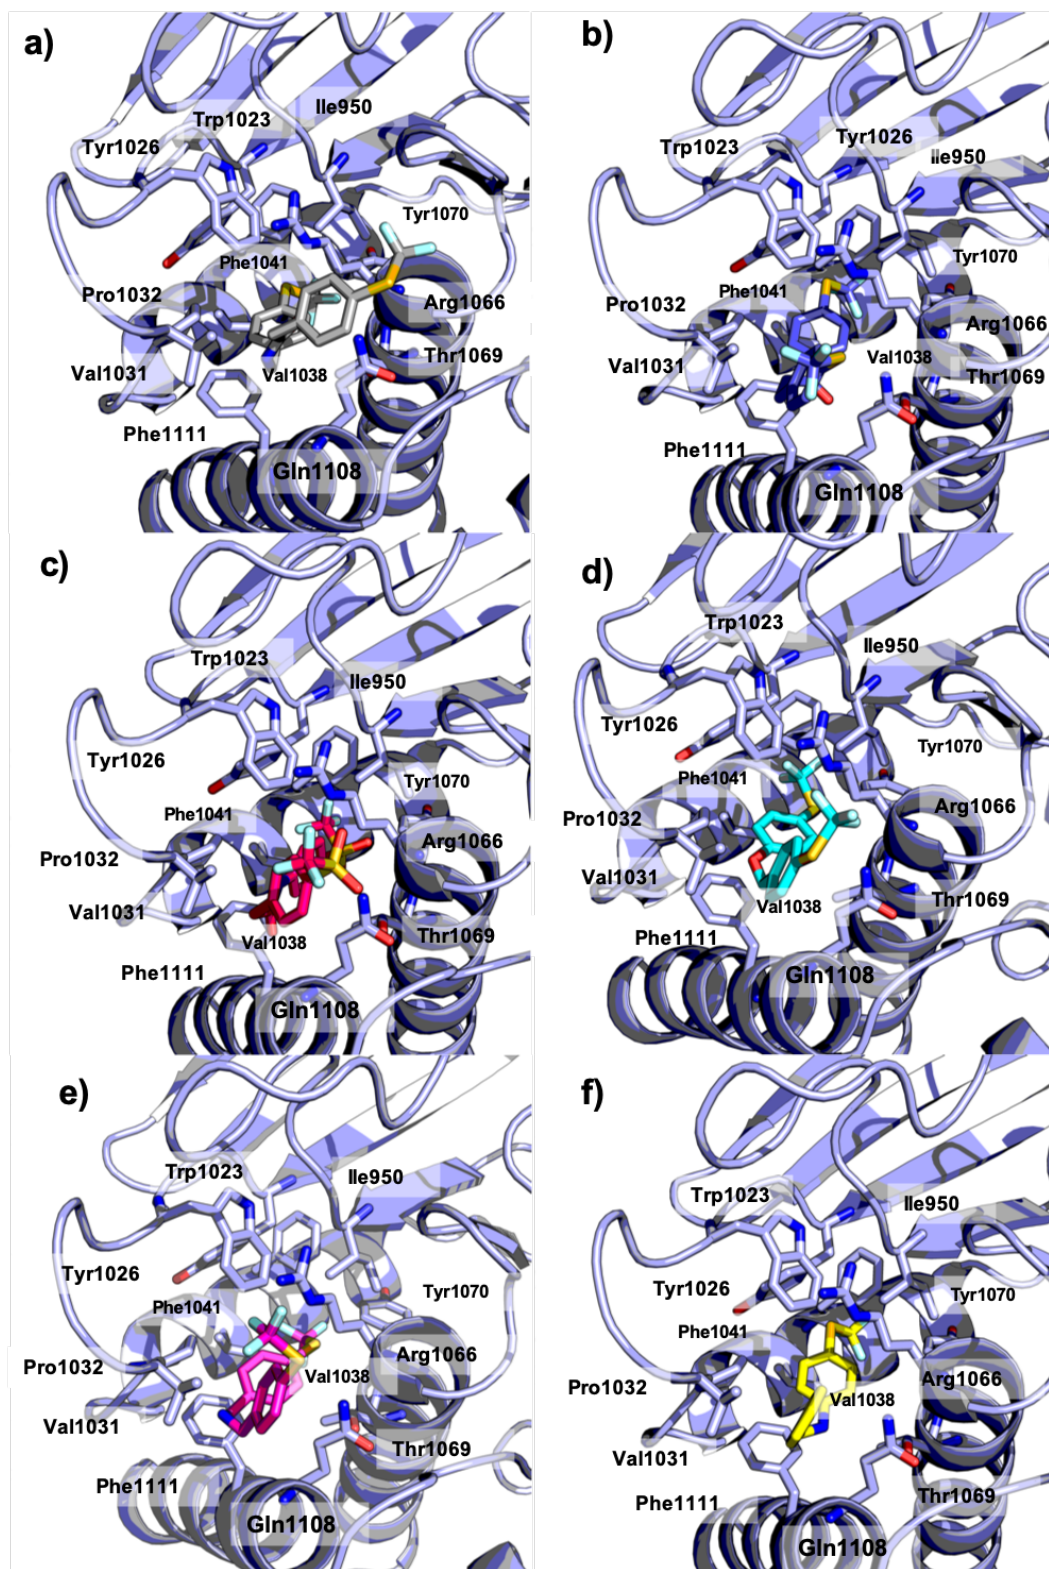 a)
Ile950
Trp1023
Tyr1026
Tyr1070
Phe1041
Pro1032
Arg1066
Thr1069
Val1031
Val1038
Phe1111
Gln1108
b)
Trp1023
Tyr1026
Ile950
Tyr1070
Phe1041
Pro1032
Arg1066
Val1031
Val1038
Thr1069
Phe1111
Gln1108
c)
Trp1023
Ile950
Tyr1026
Tyr1070
Phe1041
Arg1066
Pro1032
Val1031
Thr1069
Val1038
Phe1111
Gln1108
d)
Trp1023
Ile950
Tyr1026
Tyr1070
Phe1041
Arg1066
Pro1032
Val1031
Thr1069
Val1038
Phe1111
Gln1108
e)
Trp1023
Ile950
Tyr1026
Tyr1070
Phe1041
Arg1066
Pro1032
Val1038
Val1031
Thr1069
Phe1111
Gln1108
f)
Trp1023
Ile950
Tyr1026
Tyr1070
Phe1041
Arg1066
Pro1032
Val1038
Val1031
Thr1069
Phe1111
Gln1108